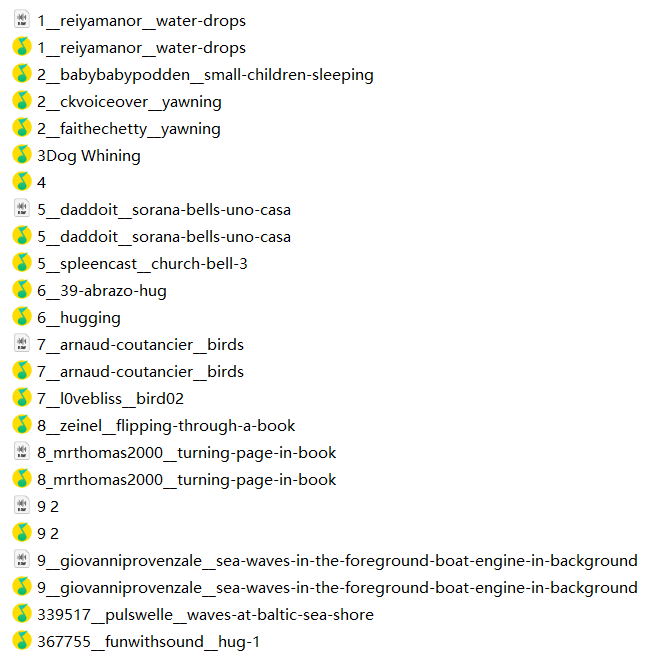 1__reiyamanor__water-drops
1__reiyamanor__water-drops
2__babybabypodden__small-children-sleeping
2__ckvoiceover__yawning
2__faithechetty__yawning
3Dog Whining
4
5__daddoit__sorana-bells-uno-casa
5__daddoit__sorana-bells-uno-casa
5__spleencast__church-bell-3
6__39-abrazo-hug
6__hugging
7__arnaud-coutancier__birds
7__arnaud-coutancier__birds
7__l0vebliss__bird02
8__zeinel__flipping-through-a-book
8_mrthomas2000__turning-page-in-book
8_mrthomas2000__turning-page-in-book
9 2
9 2
9__giovanniprovenzale__sea-waves-in-the-foreground-boat-engine-in-background
9__giovanniprovenzale__sea-waves-in-the-foreground-boat-engine-in-background
339517__pulswelle__waves-at-baltic-sea-shore
367755__funwithsound__hug-1